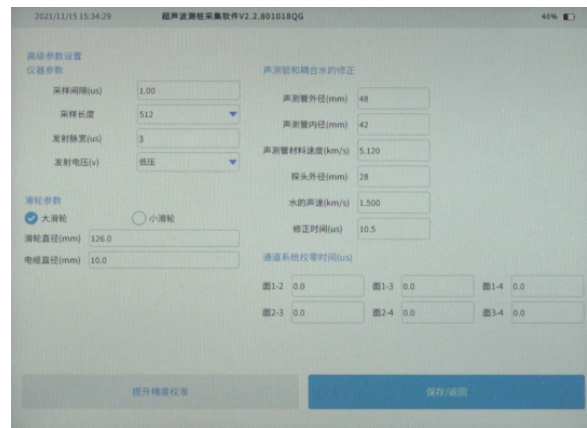 2021/11/15 15:34:29 超声波测桩采集软件V2.2.801018QG 40%
高级参数设置
仪器参数
采样间隔(us) 1.00
采样长度 512
发射脉宽(us) 3
发射电压(v) 低压
滑轮参数
大滑轮 小滑轮
滑轮直径(mm) 126.0
电缆直径(mm) 10.0
声测管和耦合水的修正
声测管外径(mm) 48
声测管内径(mm) 42
声测管材料速度(km/s) 5.120
探头外径(mm) 28
水的声速(km/s) 1.500
修正时间(us) 10.5
通道系统校零时间(us)
面1-2 0.0 面1-3 0.0 面1-4 0.0
面2-3 0.0 面2-4 0.0 面3-4 0.0
提升精度校准 保存/返回